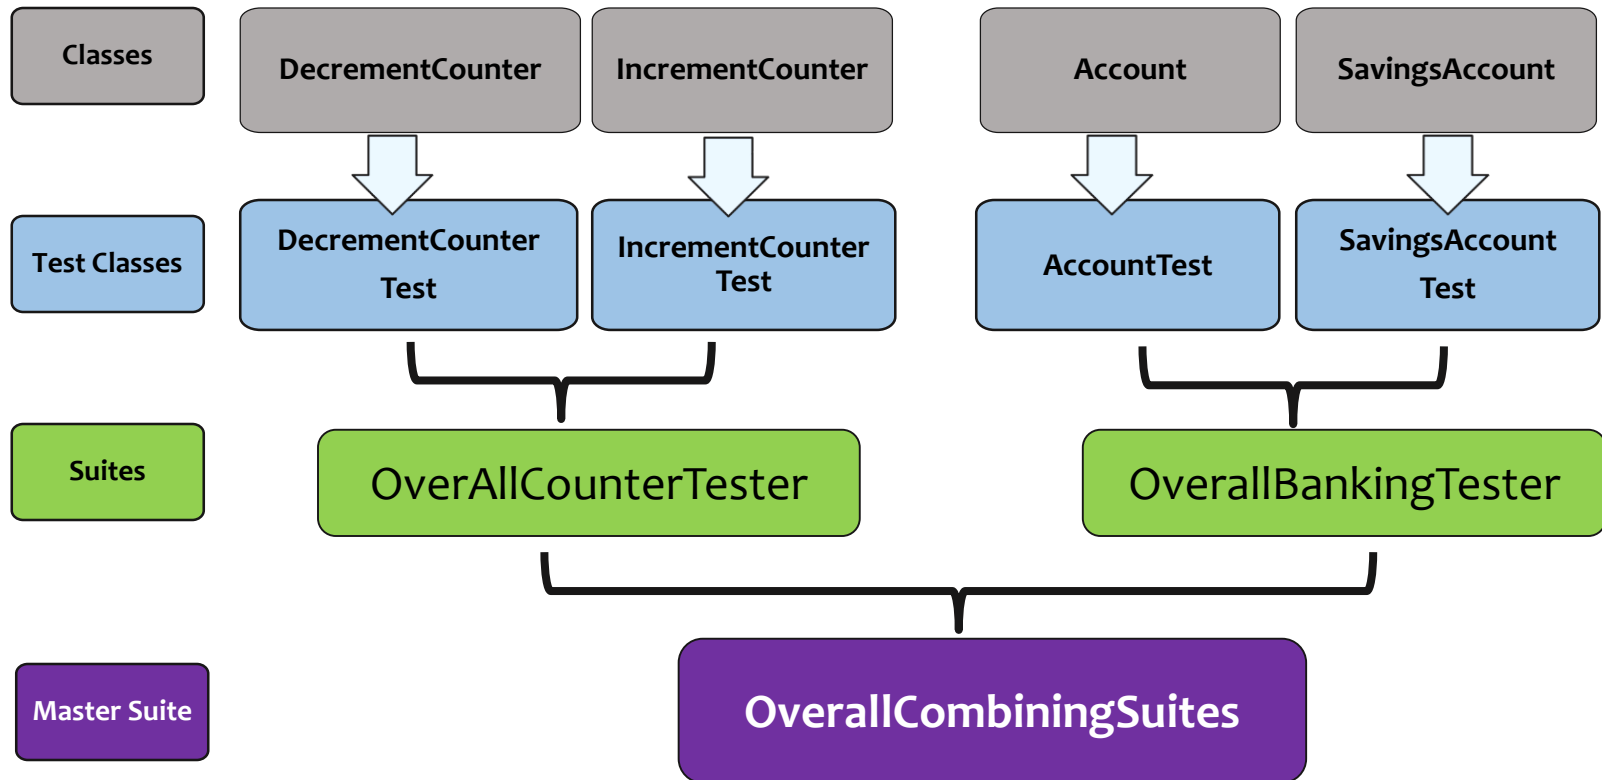 Classes
DecrementCounter
IncrementCounter
Account
SavingsAccount
Test Classes
DecrementCounter
Test
IncrementCounter
Test
AccountTest
SavingsAccount
Test
Suites
OverAllCounterTester
OverallBankingTester
Master Suite
OverallCombiningSuites